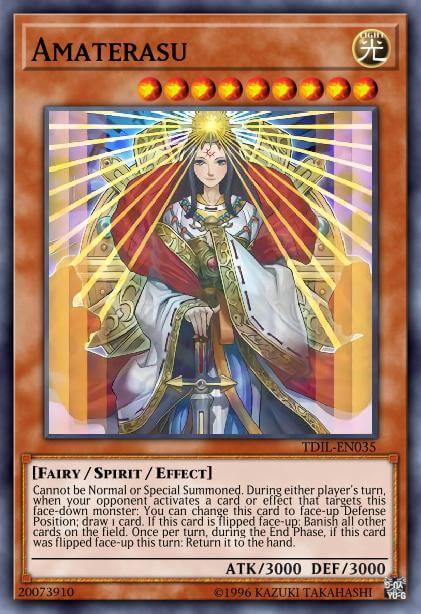 AMATERASU
LIGHT
光
TDIL-EN035
[FAIRY / SPIRIT / EFFECT]
Cannot be Normal or Special Summoned. During either player's turn,
when your opponent activates a card or effect that targets this
face-down monster: You can change this card to face-up Defense
Position; draw 1 card. If this card is flipped face-up: Banish all other
cards on the field. Once per turn, during the End Phase, if this card
was flipped face-up this turn: Return it to the hand.
ATK/3000 DEF/3000
20073910
©1996 KAZUKI TAKAHASHI